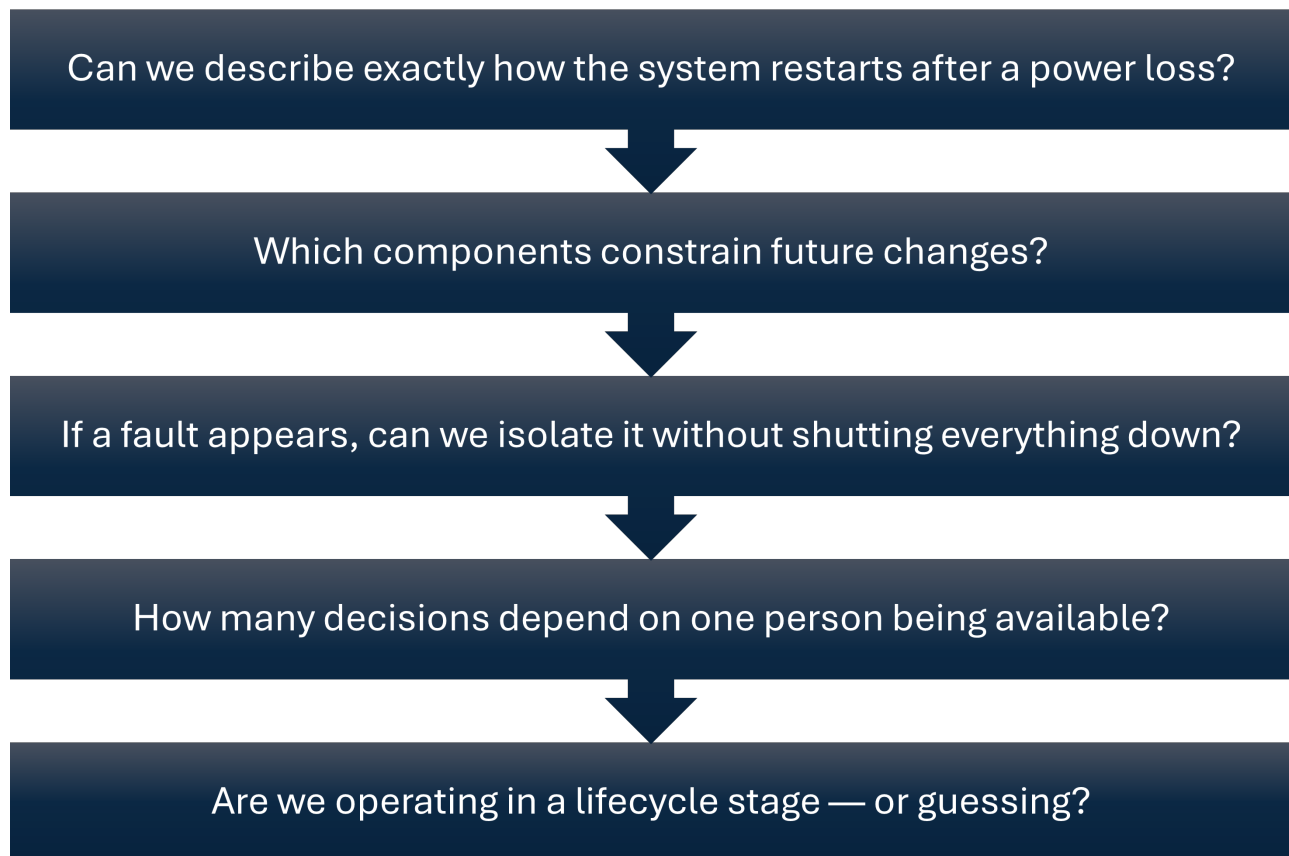 Can we describe exactly how the system restarts after a power loss?
Which components constrain future changes?
If a fault appears, can we isolate it without shutting everything down?
How many decisions depend on one person being available?
Are we operating in a lifecycle stage — or guessing?